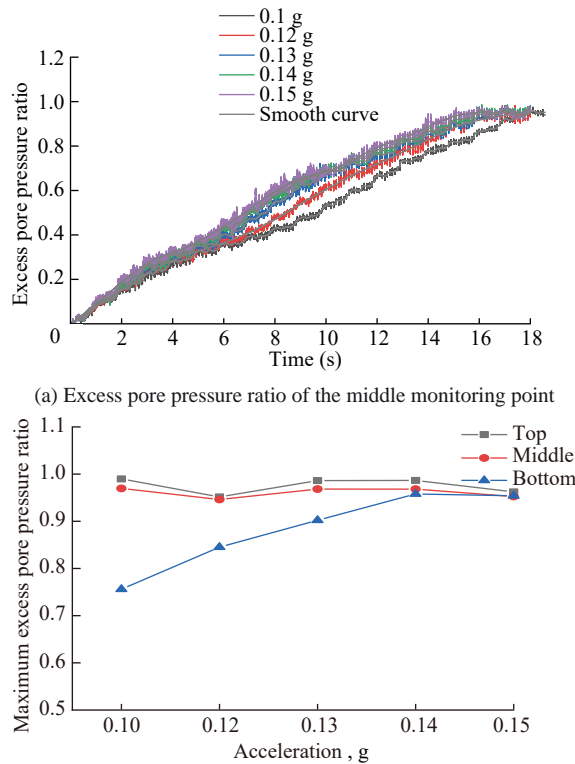 0.1 g
0.12 g
0.13 g
0.14 g
0.15 g
Smooth curve
Excess pore pressure ratio
1.2
1.0
0.8
0.6
0.4
0.2
0
2 4 6 8 10 12 14 16 18
Time (s)
(a) Excess pore pressure ratio of the middle monitoring point
Maximum excess pore pressure ratio
1.1
1.0
0.9
0.8
0.7
0.6
0.5
Top
Middle
Bottom
0.10 0.12 0.13 0.14 0.15
Acceleration , g